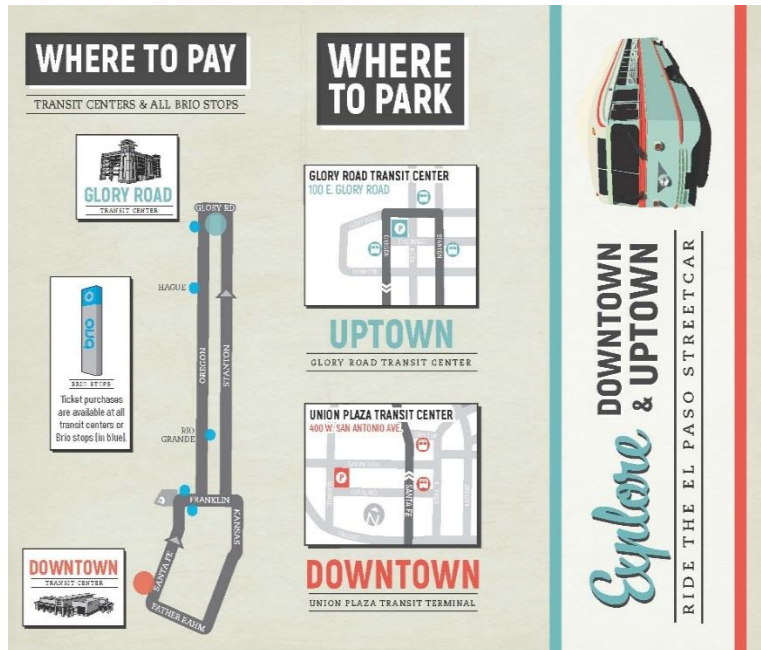 WHERE TO PAY
TRANSIT CENTERS & ALL BRIO STOPS
GLORY ROAD
TRANSIT CENTER
GLORY RD
HAGUE
OREGON
STANTON
brio
BRIO STOPS
Ticket purchases
are available at all
transit centers or
Brio stops (in blue).
RIO
GRANDE
FRANKLIN
KANSAS
SANTA FE
FATHER RAHM
DOWNTOWN
TRANSIT CENTER
WHERE
TO PARK
GLORY ROAD TRANSIT CENTER
100 E. GLORY ROAD
P
OREGON
STANTON
UPTOWN
GLORY ROAD TRANSIT CENTER
UNION PLAZA TRANSIT CENTER
400 W. SAN ANTONIO AVE.
P
SANTA FE
N
DOWNTOWN
UNION PLAZA TRANSIT TERMINAL
Explore
DOWNTOWN
& UPTOWN
RIDE THE EL PASO STREETCAR